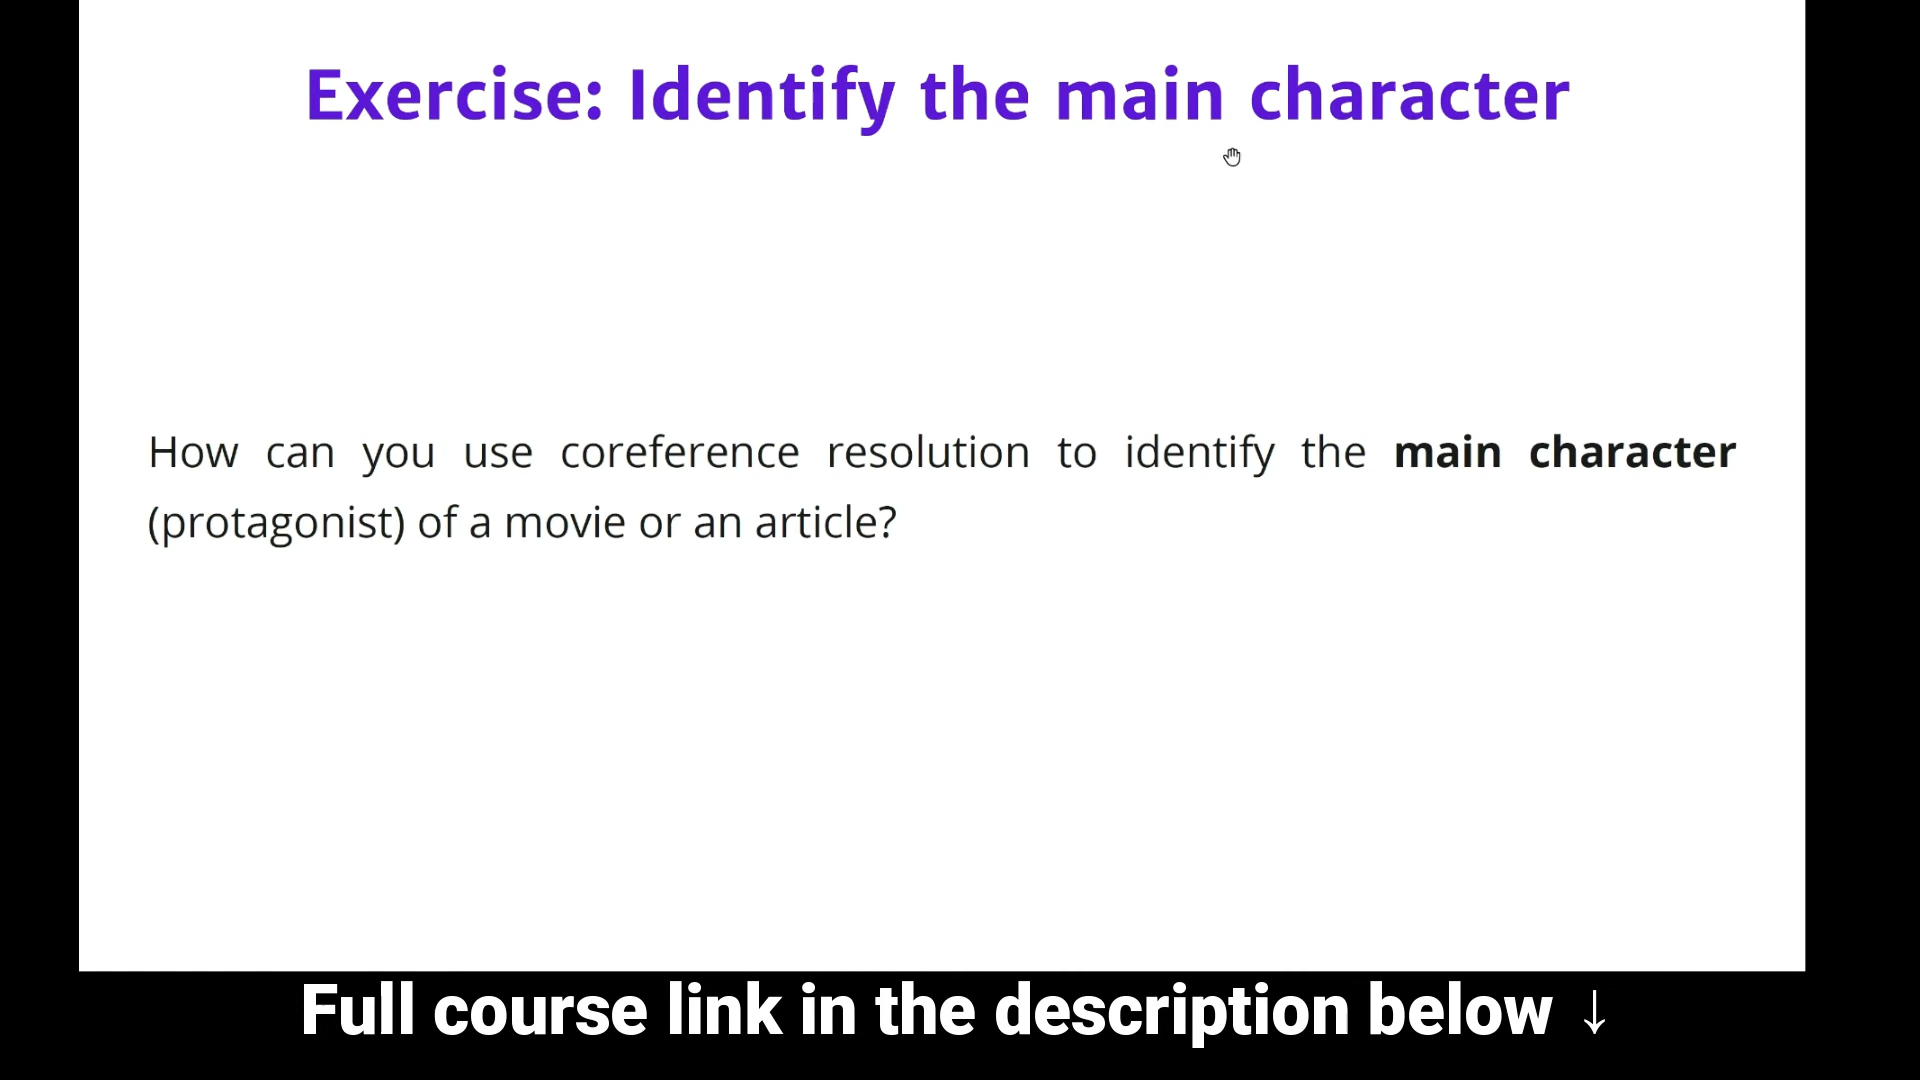 Exercise: Identify the main character
How can you use coreference resolution to identify the main character
(protagonist) of a movie or an article?
Full course link in the description below ↓